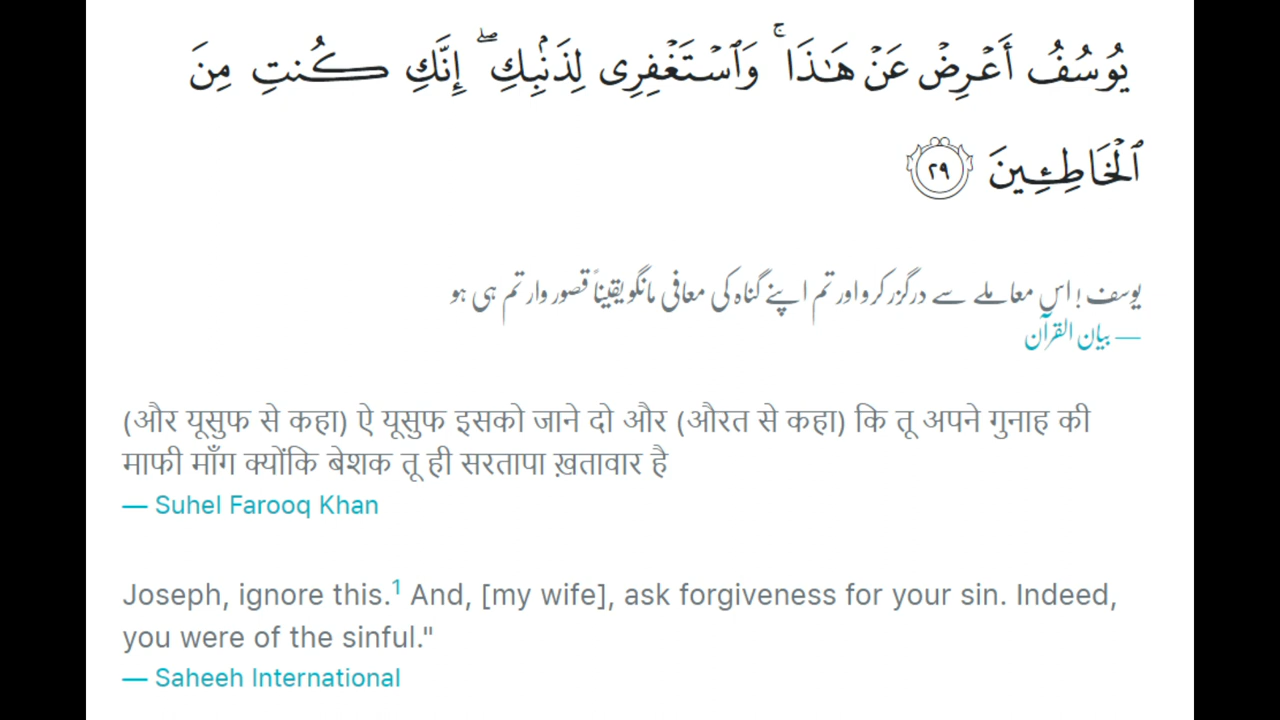 يُوسُفُ أَعْرِضْ عَنْ هَـٰذَا ۚ وَٱسْتَغْفِرِى لِذَنۢبِكِ ۖ إِنَّكِ كُنتِ مِنَ
ٱلْخَاطِـِٔينَ ٢٩
یوسف ! اس معاملے سے درگزر کرو اور تم اپنے گناہ کی معافی مانگو یقیناً قصور وار تم ہی ہو
— بیان القرآن
(और यूसुफ से कहा) ऐ यूसुफ इसको जाने दो और (औरत से कहा) कि तू अपने गुनाह की
माफी माँग क्योंकि बेशक तू ही सरतापा ख़तावार है
— Suhel Farooq Khan
Joseph, ignore this.1 And, [my wife], ask forgiveness for your sin. Indeed,
you were of the sinful."
— Saheeh International